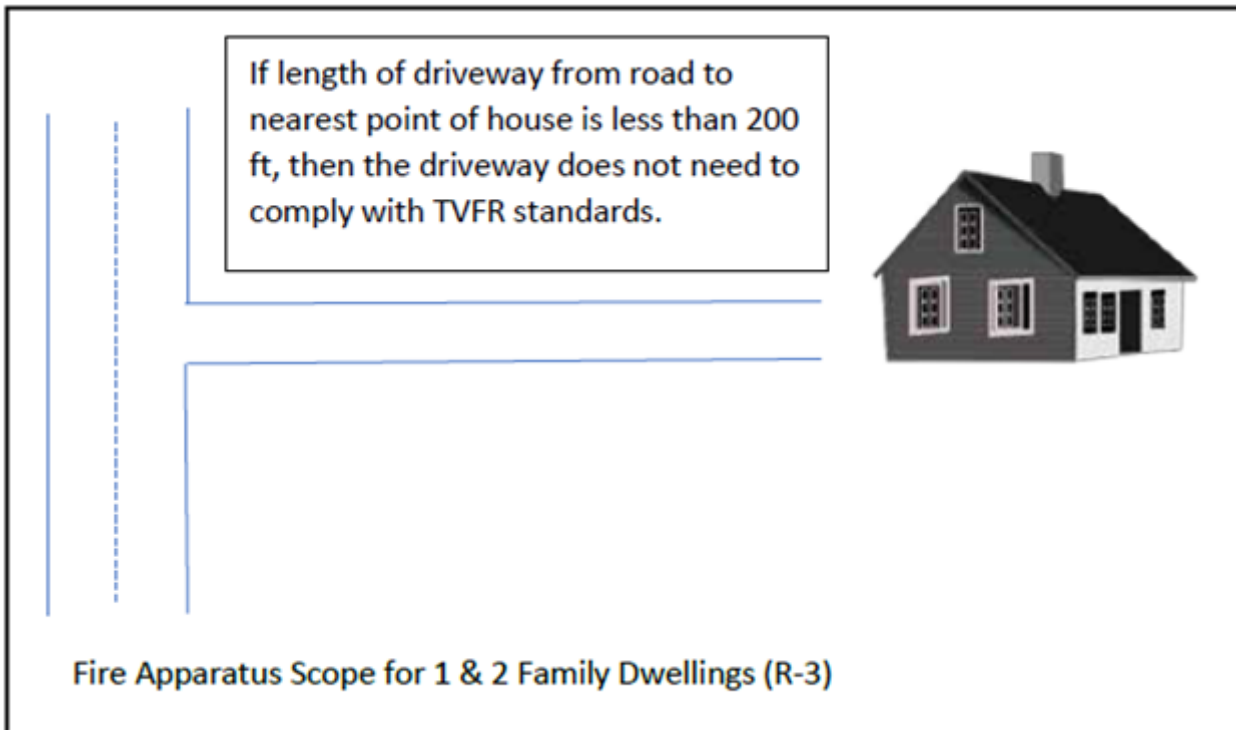 If length of driveway from road to
nearest point of house is less than 200
ft, then the driveway does not need to
comply with TVFR standards.
Fire Apparatus Scope for 1 & 2 Family Dwellings (R-3)